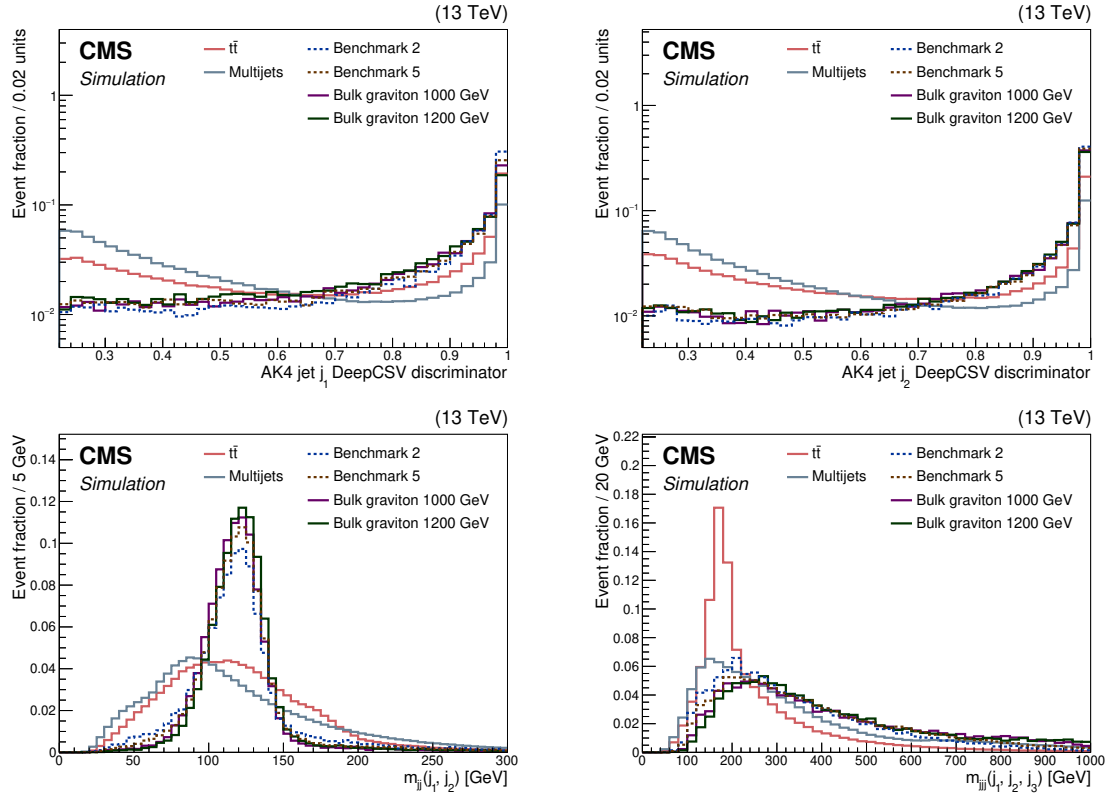 (13 TeV)
CMS
Simulation
tt̄
Multijets
Benchmark 2
Benchmark 5
Bulk graviton 1000 GeV
Bulk graviton 1200 GeV
Event fraction / 0.02 units
1
10⁻¹
10⁻²
0.3 0.4 0.5 0.6 0.7 0.8 0.9 1
AK4 jet j₁ DeepCSV discriminator
(13 TeV)
CMS
Simulation
tt̄
Multijets
Benchmark 2
Benchmark 5
Bulk graviton 1000 GeV
Bulk graviton 1200 GeV
Event fraction / 0.02 units
1
10⁻¹
10⁻²
0.3 0.4 0.5 0.6 0.7 0.8 0.9 1
AK4 jet j₂ DeepCSV discriminator
(13 TeV)
CMS
Simulation
tt̄
Multijets
Benchmark 2
Benchmark 5
Bulk graviton 1000 GeV
Bulk graviton 1200 GeV
Event fraction / 5 GeV
0.14
0.12
0.1
0.08
0.06
0.04
0.02
0
0 50 100 150 200 250 300
m_jj(j₁, j₂) [GeV]
(13 TeV)
CMS
Simulation
tt̄
Multijets
Benchmark 2
Benchmark 5
Bulk graviton 1000 GeV
Bulk graviton 1200 GeV
Event fraction / 20 GeV
0.22
0.2
0.18
0.16
0.14
0.12
0.1
0.08
0.06
0.04
0.02
0
0 100 200 300 400 500 600 700 800 900 1000
m_jjj(j₁, j₂, j₃) [GeV]